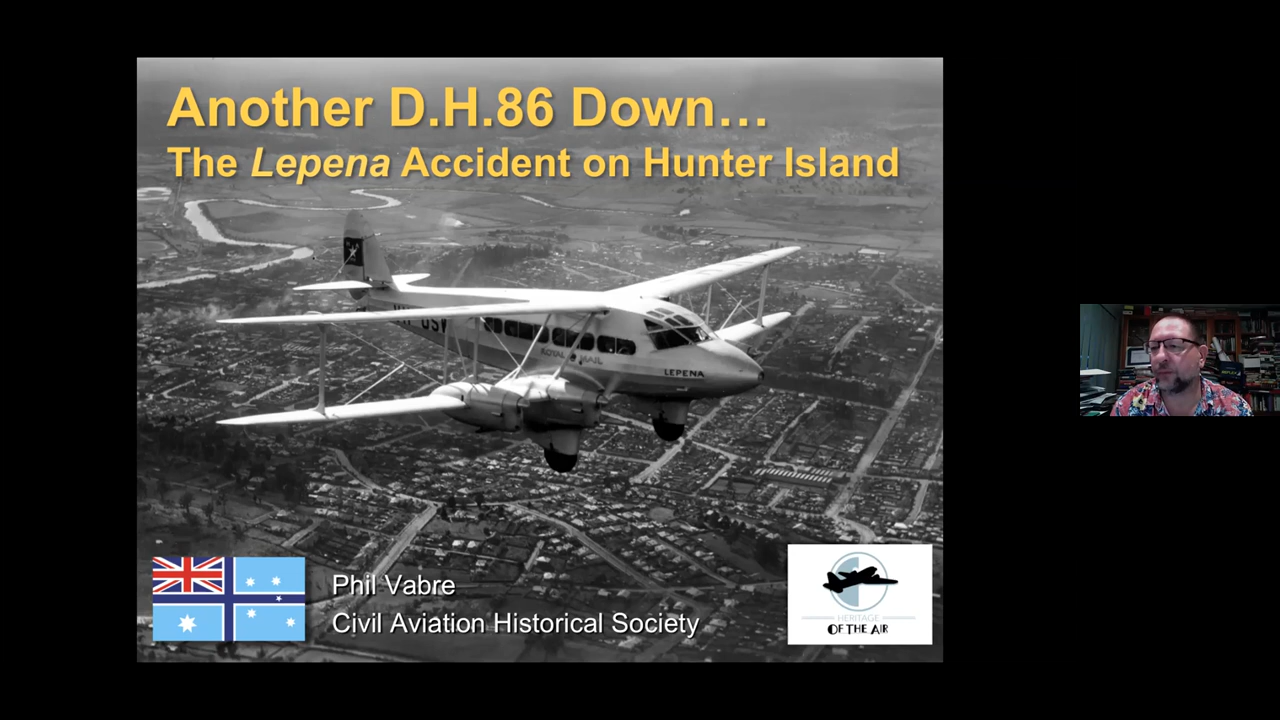 Another D.H.86 Down…
The Lepena Accident on Hunter Island
ROYAL MAIL
LEPENA
Phil Vabre
Civil Aviation Historical Society
HERITAGE
OF THE AIR